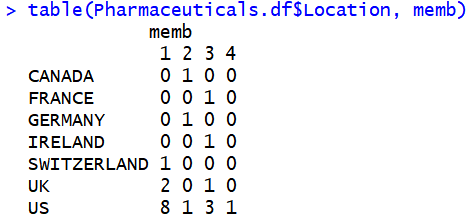 > table(Pharmaceuticals.df$Location, memb)
memb
1 2 3 4
CANADA 0 1 0 0
FRANCE 0 0 1 0
GERMANY 0 1 0 0
IRELAND 0 0 1 0
SWITZERLAND 1 0 0 0
UK 2 0 1 0
US 8 1 3 1